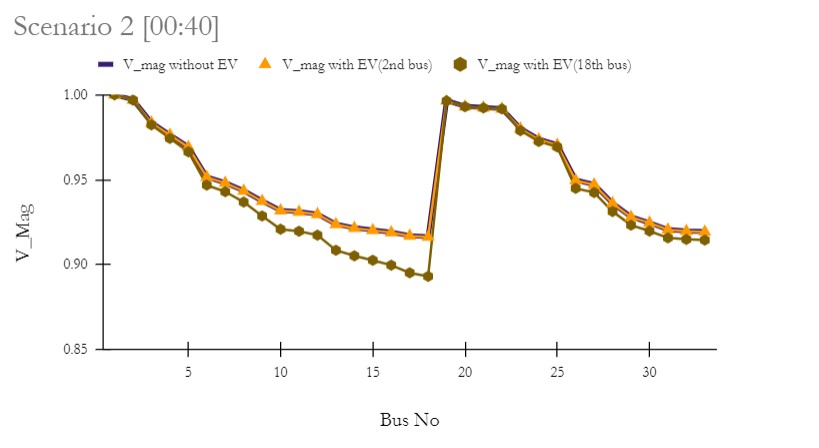 Scenario 2 [00:40]
V_mag without EV V_mag with EV(2nd bus) V_mag with EV(18th bus)
1.00
0.95
0.90
0.85
V_Mag
5 10 15 20 25 30
Bus No